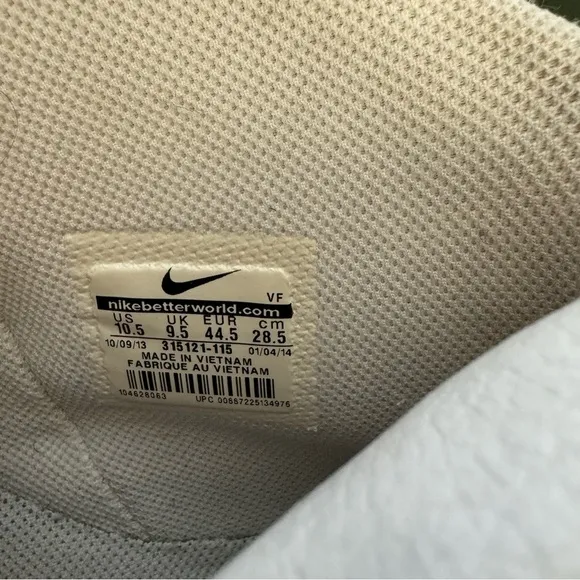 VF
nikebetterworld.com
US UK EUR cm
10.5 9.5 44.5 28.5
10/09/13 315121-115 01/04/14
MADE IN VIETNAM
FABRIQUE AU VIETNAM
104628063 UPC 00887225134976